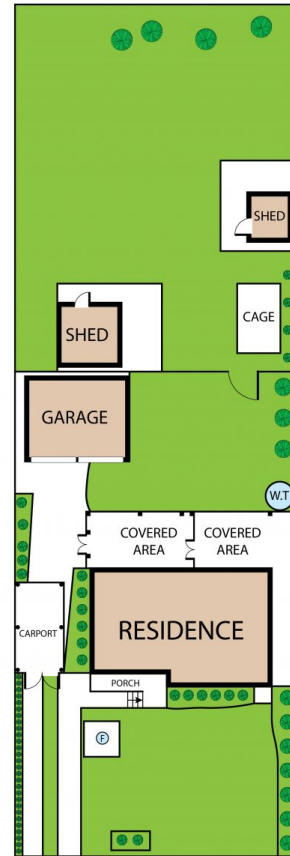 SHED
CAGE
SHED
GARAGE
W.T
COVERED
AREA
COVERED
AREA
RESIDENCE
CARPORT
PORCH
F